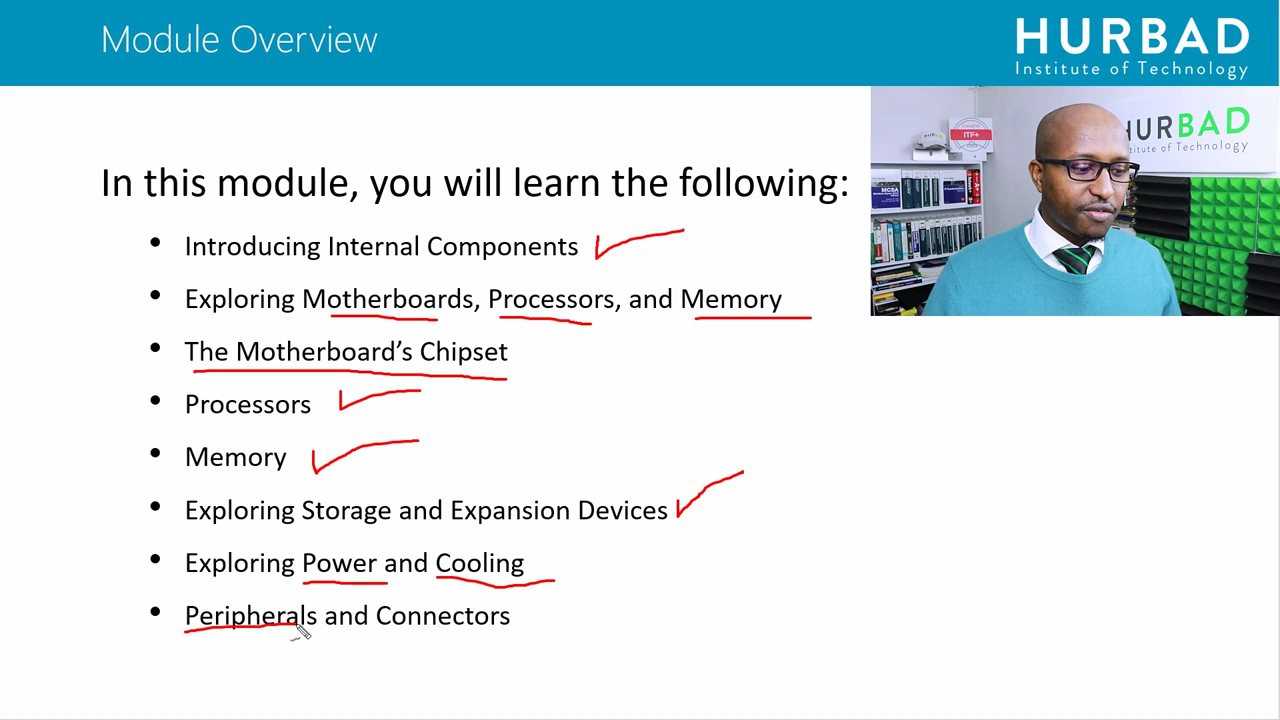 Module Overview
HURBAD
Institute of Technology
HURBAD
Institute of Technology
ITF+
In this module, you will learn the following:
• Introducing Internal Components
• Exploring Motherboards, Processors, and Memory
• The Motherboard’s Chipset
• Processors
• Memory
• Exploring Storage and Expansion Devices
• Exploring Power and Cooling
• Peripherals and Connectors